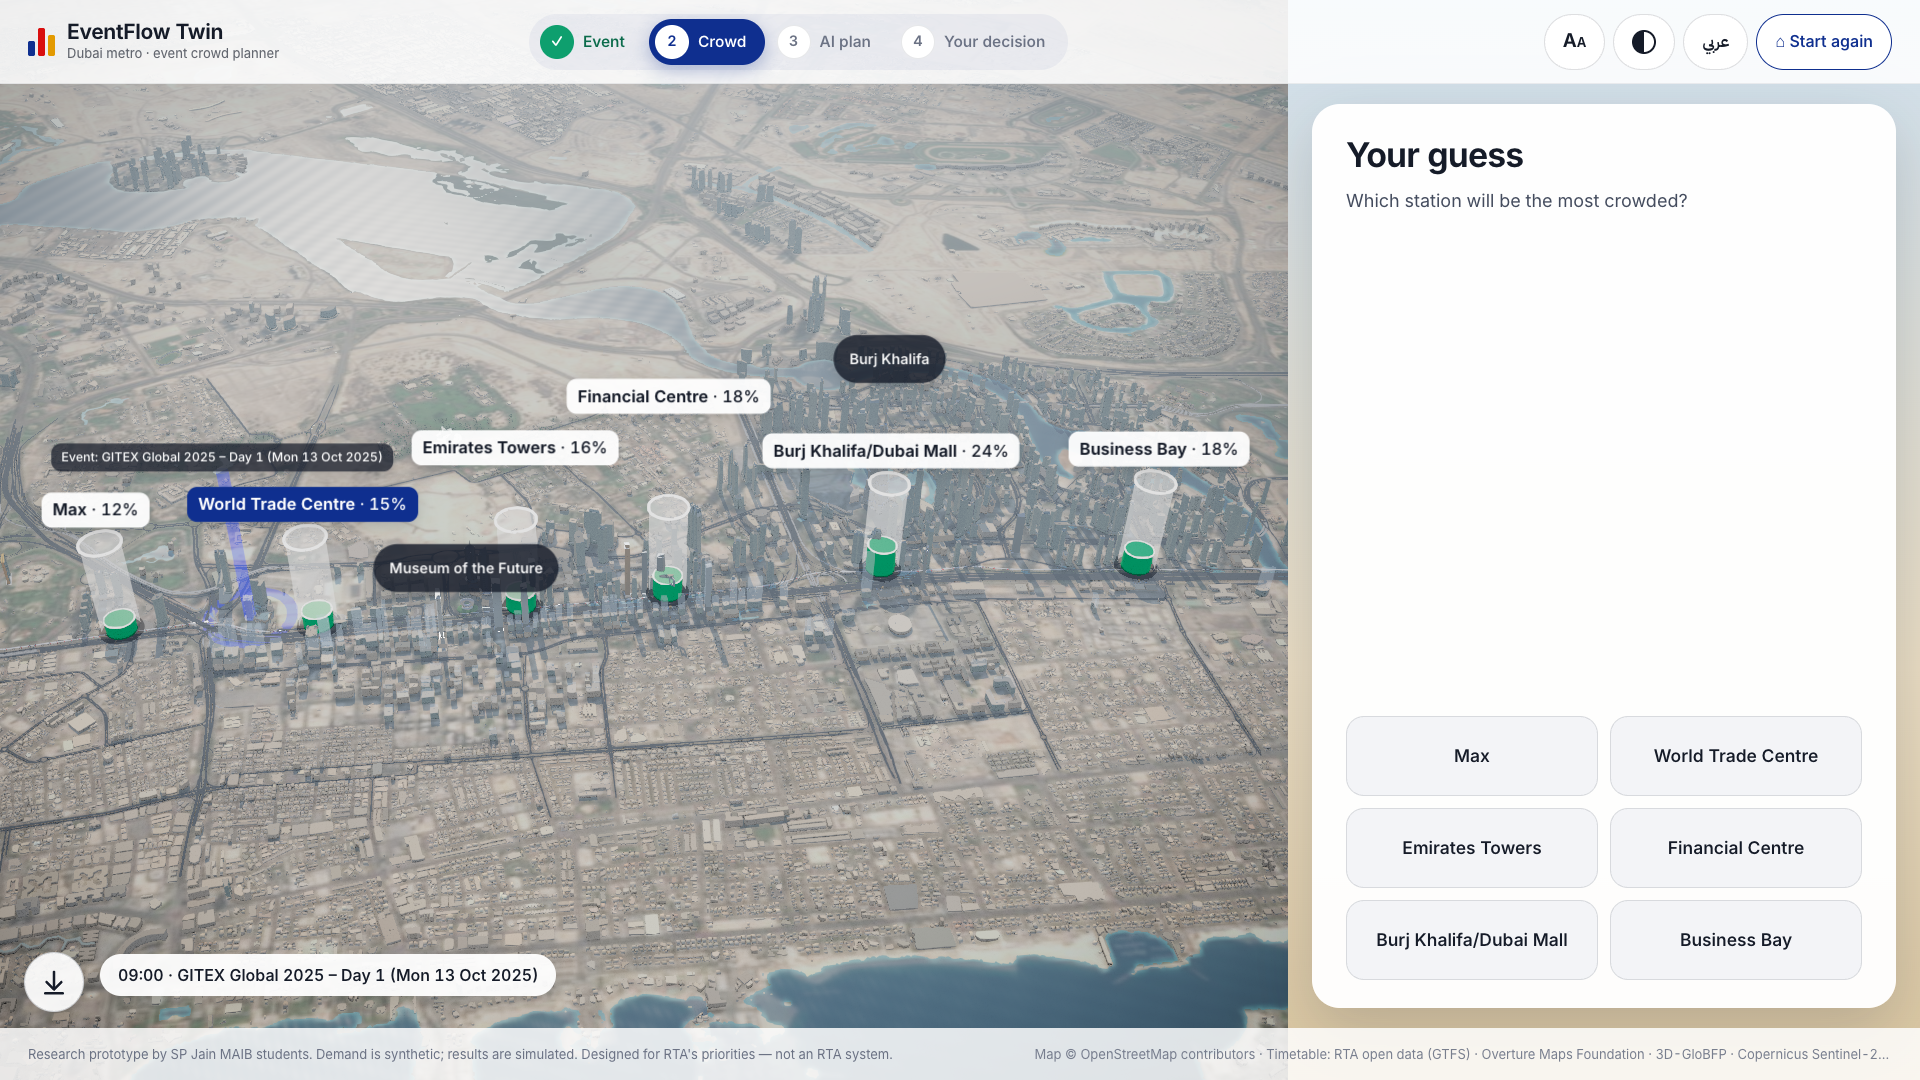 EventFlow Twin
Dubai metro · event crowd planner
Event
2 Crowd
3 AI plan
4 Your decision
AA
عربي
⌂ Start again
Your guess
Which station will be the most crowded?
Burj Khalifa
Financial Centre · 18%
Emirates Towers · 16%
Burj Khalifa/Dubai Mall · 24%
Business Bay · 18%
Event: GITEX Global 2025 – Day 1 (Mon 13 Oct 2025)
Max · 12%
World Trade Centre · 15%
Museum of the Future
Max
World Trade Centre
Emirates Towers
Financial Centre
Burj Khalifa/Dubai Mall
Business Bay
09:00 · GITEX Global 2025 – Day 1 (Mon 13 Oct 2025)
Research prototype by SP Jain MAIB students. Demand is synthetic; results are simulated. Designed for RTA's priorities — not an RTA system.
Map © OpenStreetMap contributors · Timetable: RTA open data (GTFS) · Overture Maps Foundation · 3D-GloBFP · Copernicus Sentinel-2...